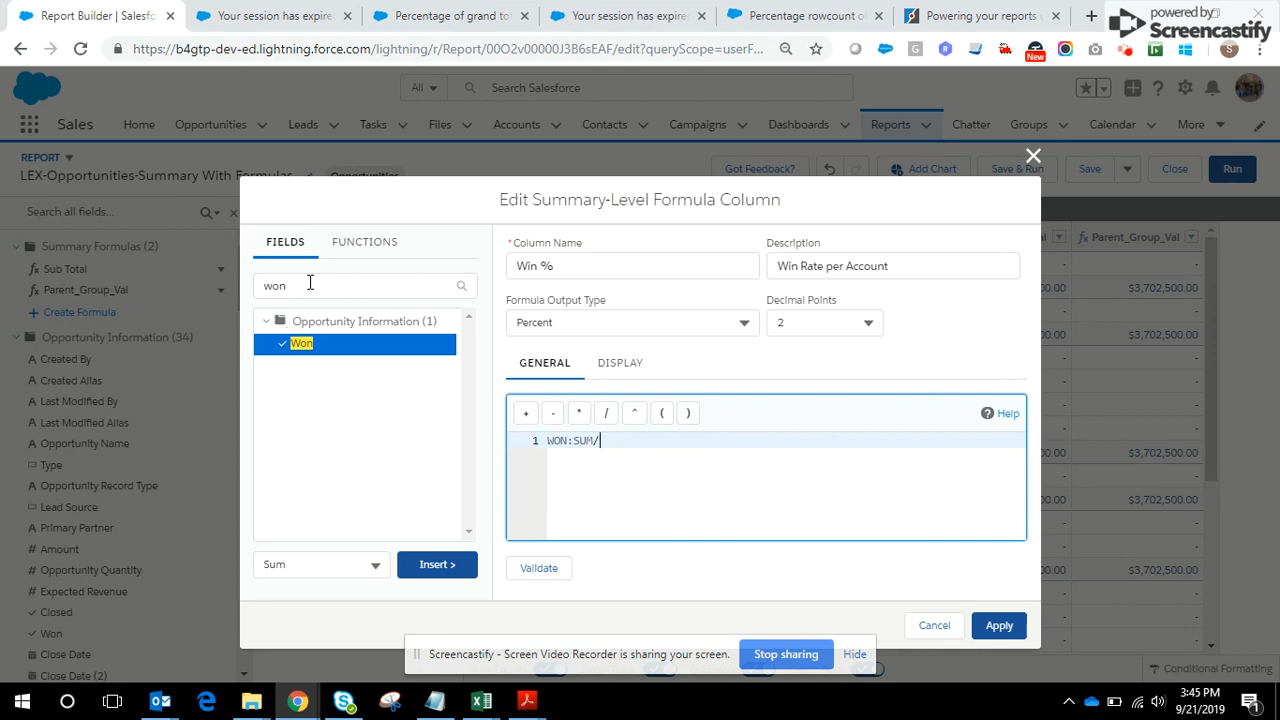 Report Builder | Salesfo
Your session has expire
Percentage of grand tot
Your session has expire
Percentage rowcount o
Powering your reports
powered by
Screencastify
https://b4gtp-dev-ed.lightning.force.com/lightning/r/Report/00O2v00000J3B6sEAF/edit?queryScope=userF...
New
S
All
Search Salesforce
Sales
Home
Opportunities
Leads
Tasks
Files
Accounts
Contacts
Campaigns
Dashboards
Reports
Chatter
Groups
Calendar
More
REPORT
LEX-Opportunities-Summary With Formulas
Opportunities
Got Feedback?
Add Chart
Save & Run
Save
Close
Run
Search all fields...
Summary Formulas (2)
Sub Total
Parent_Group_Val
+ Create Formula
Opportunity Information (34)
Created By
Created Alias
Last Modified By
Last Modified Alias
Opportunity Name
Type
Opportunity Record Type
Lead Source
Primary Partner
Amount
Opportunity Quantity
Expected Revenue
Closed
Won
Close Date
Close Date (2)
Edit Summary-Level Formula Column
FIELDS
FUNCTIONS
won
Opportunity Information (1)
Won
Sum
Insert >
* Column Name
Win %
Description
Win Rate per Account
Formula Output Type
Percent
Decimal Points
2
GENERAL
DISPLAY
+
-
*
/
^
(
)
Help
1 WON:SUM/
Validate
Cancel
Apply
al
Parent_Group_Val
-
-
00
$3,702,500.00
-
-
00
$3,702,500.00
-
-
00
$3,702,500.00
-
-
00
$3,702,500.00
-
-
00
$3,702,500.00
-
-
Screencastify - Screen Video Recorder is sharing your screen.
Stop sharing
Hide
Conditional Formatting
3:45 PM
9/21/2019
1